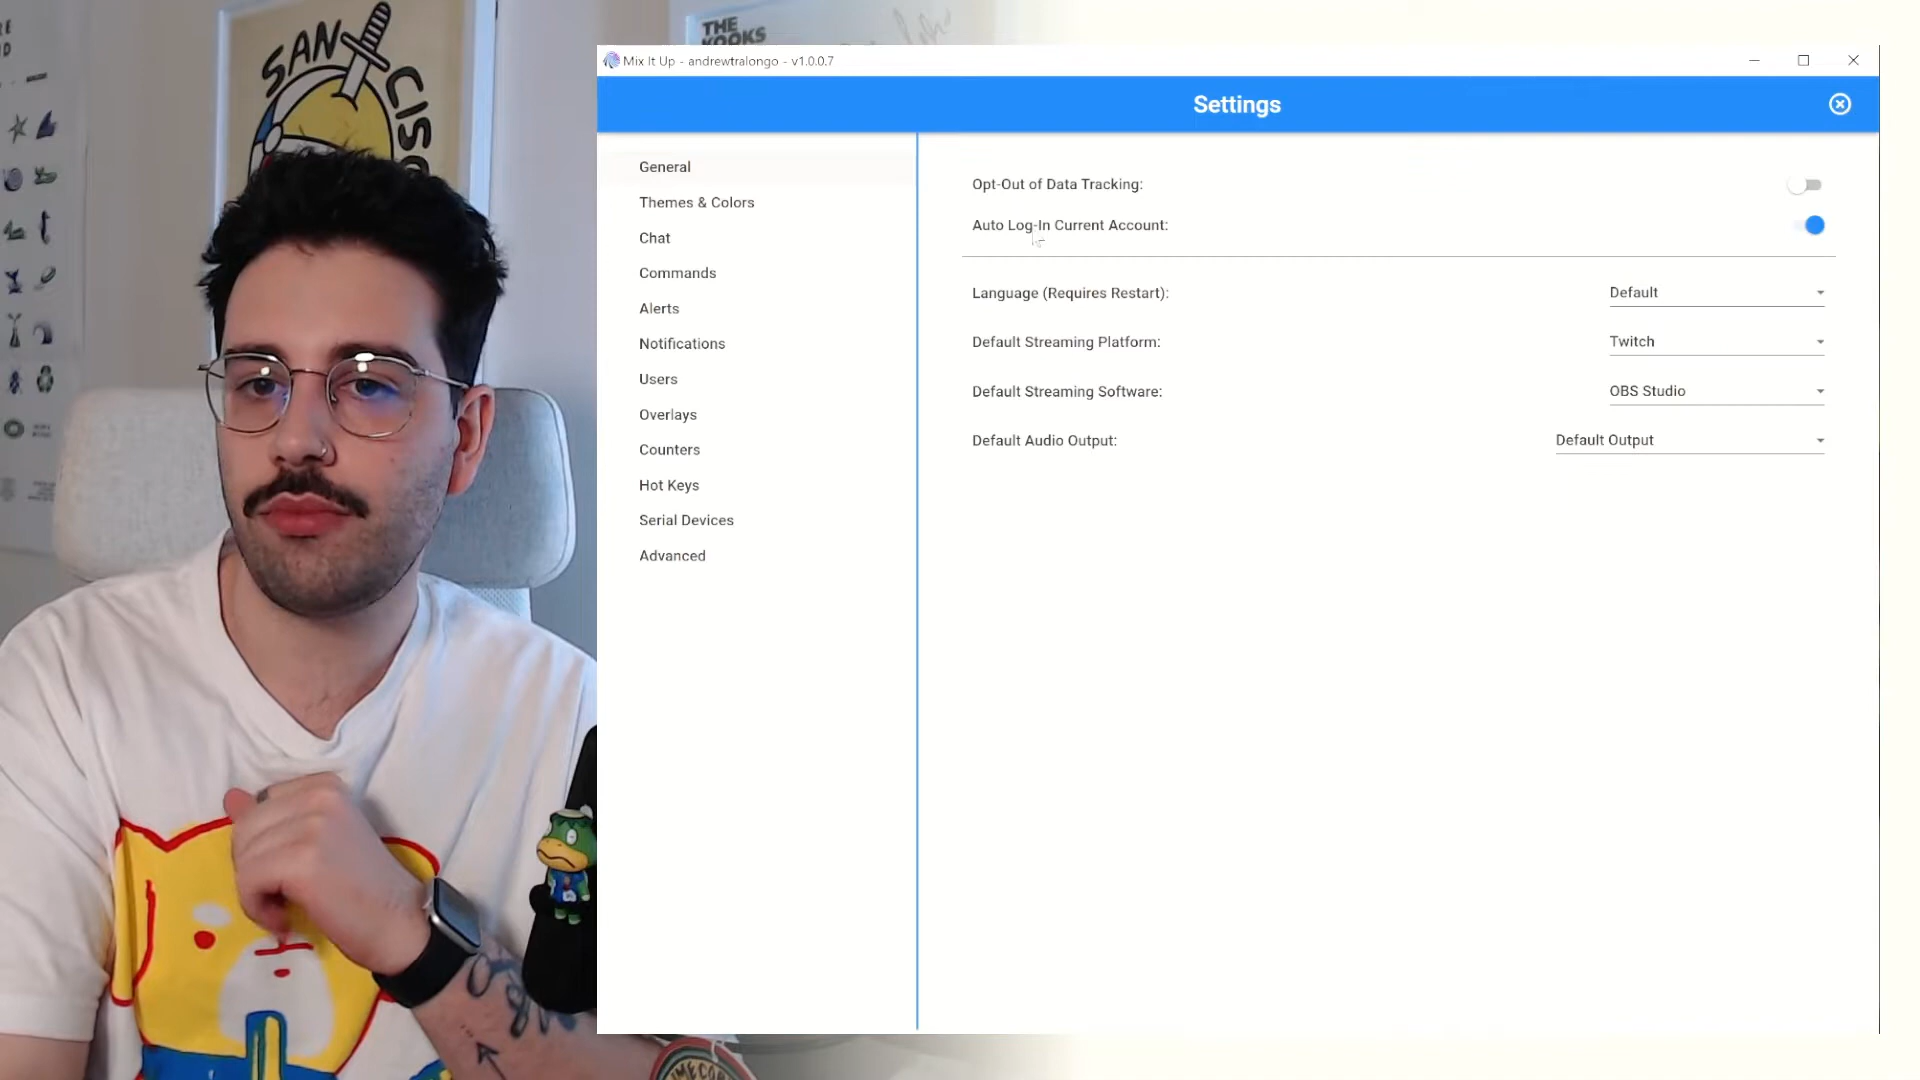 SAN
CISC
THE
KOOKS
Mix It Up - andrewtralongo - v1.0.0.7
Settings
General
Themes & Colors
Chat
Commands
Alerts
Notifications
Users
Overlays
Counters
Hot Keys
Serial Devices
Advanced
Opt-Out of Data Tracking:
Auto Log-In Current Account:
Language (Requires Restart):
Default
Default Streaming Platform:
Twitch
Default Streaming Software:
OBS Studio
Default Audio Output:
Default Output